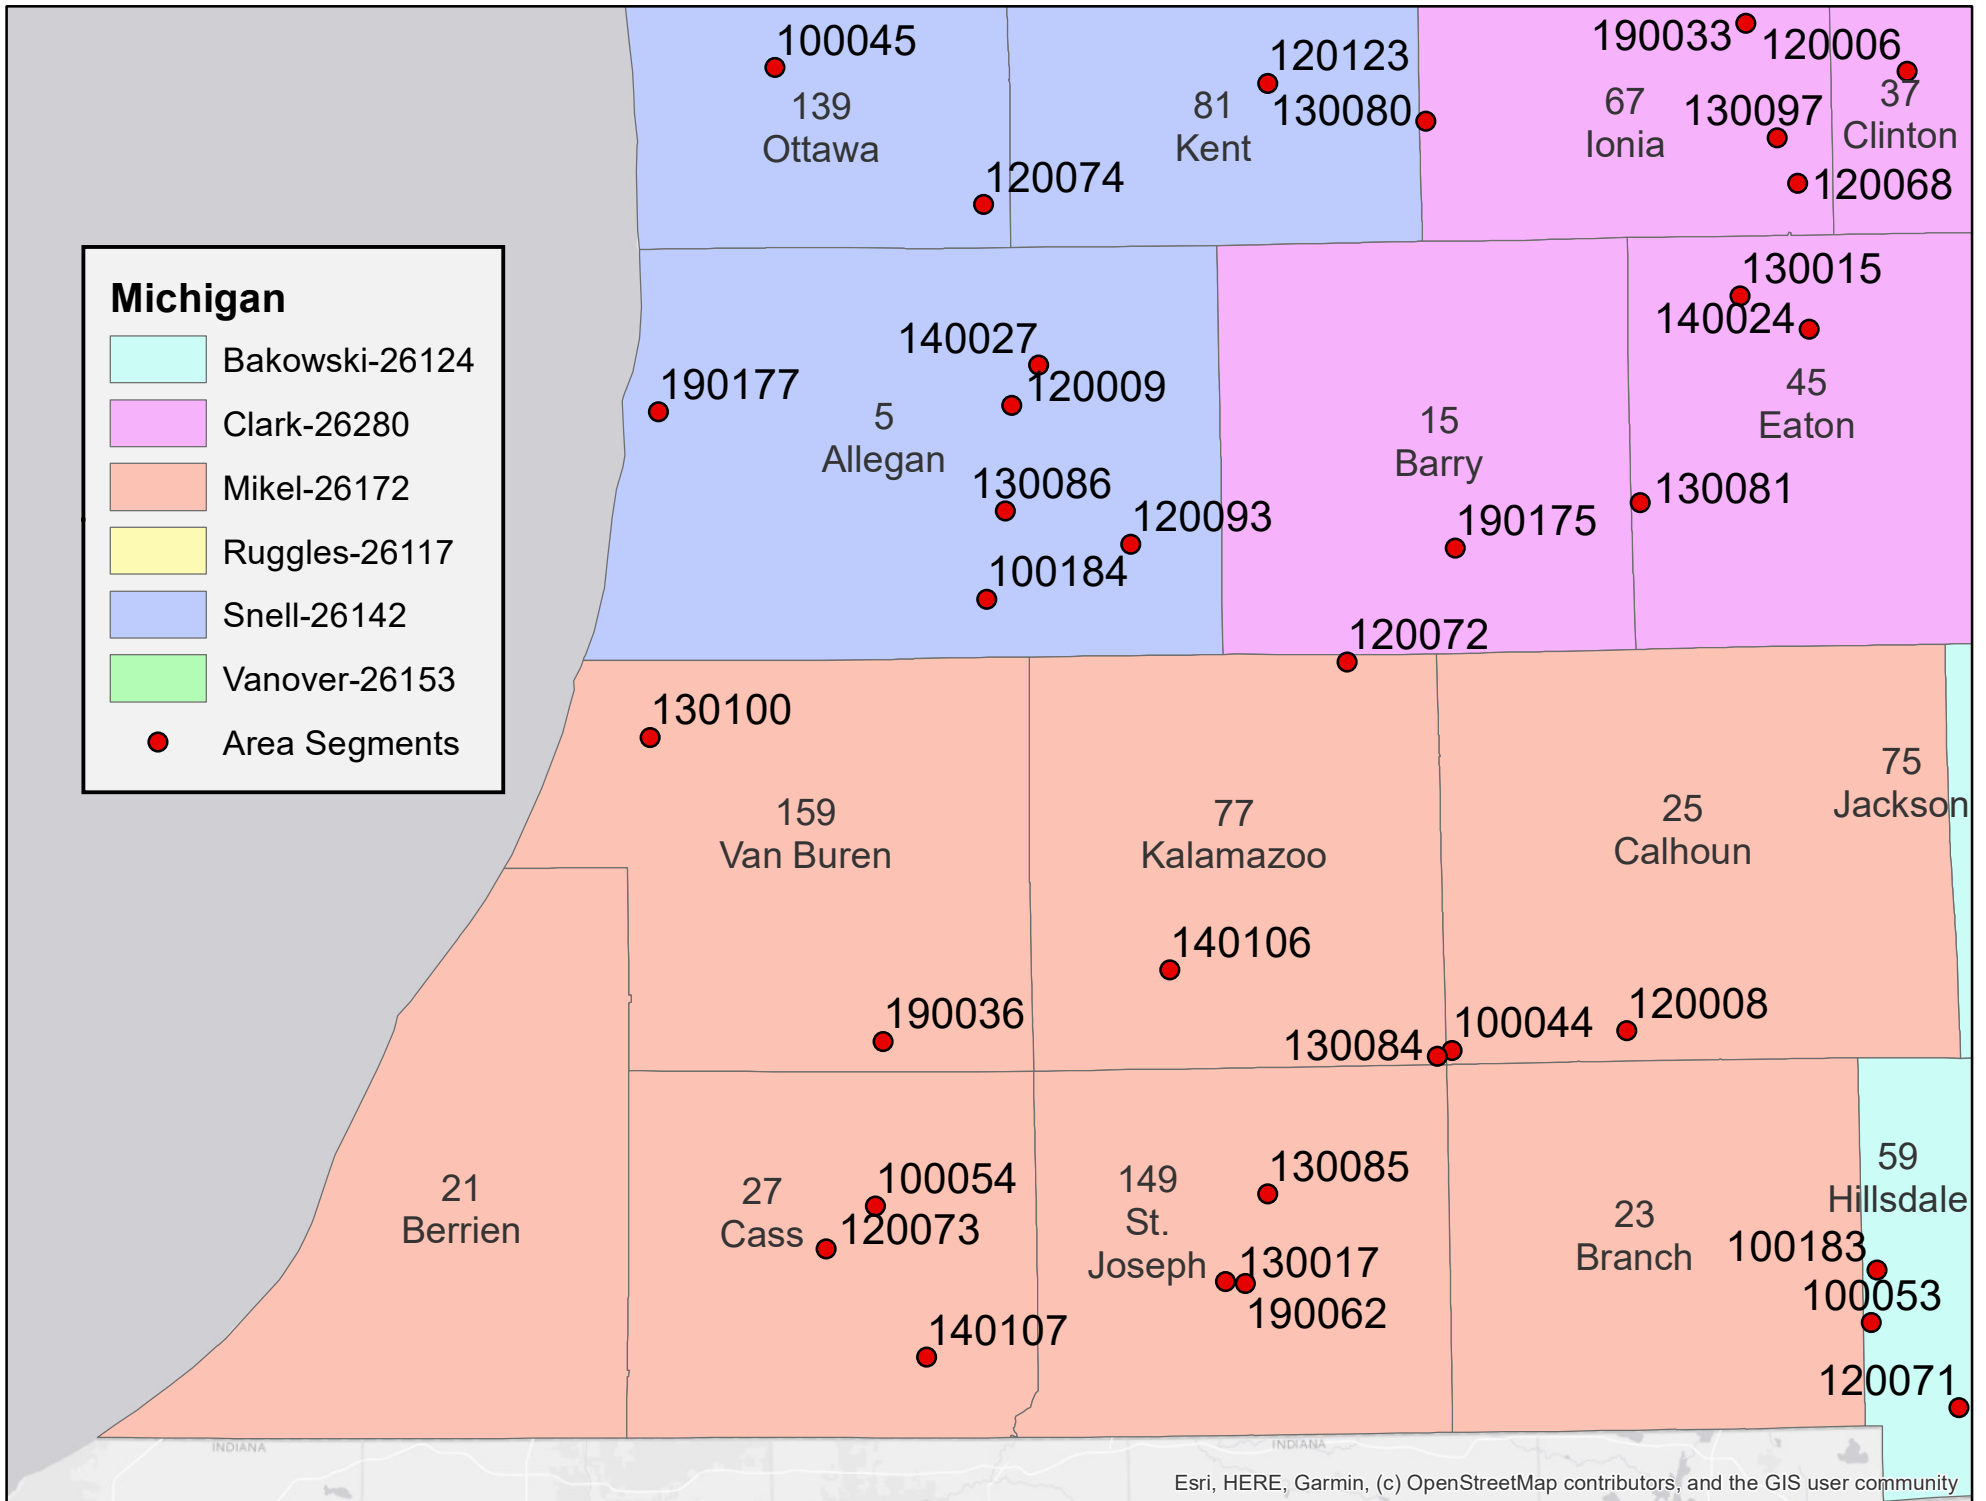 100045
139
Ottawa
120074
120123
81
Kent
130080
190033
120006
67
Ionia
130097
37
Clinton
120068
Michigan
Bakowski-26124
Clark-26280
Mikel-26172
Ruggles-26117
Snell-26142
Vanover-26153
Area Segments
190177
140027
120009
5
Allegan
130086
120093
100184
15
Barry
190175
120072
130015
140024
45
Eaton
130081
130100
159
Van Buren
190036
77
Kalamazoo
140106
130084
100044
25
Calhoun
120008
75
Jackson
21
Berrien
27
Cass
100054
120073
140107
149
St.
Joseph
130085
130017
190062
23
Branch
59
Hillsdale
100183
100053
120071
INDIANA
INDIANA
Esri, HERE, Garmin, (c) OpenStreetMap contributors, and the GIS user community